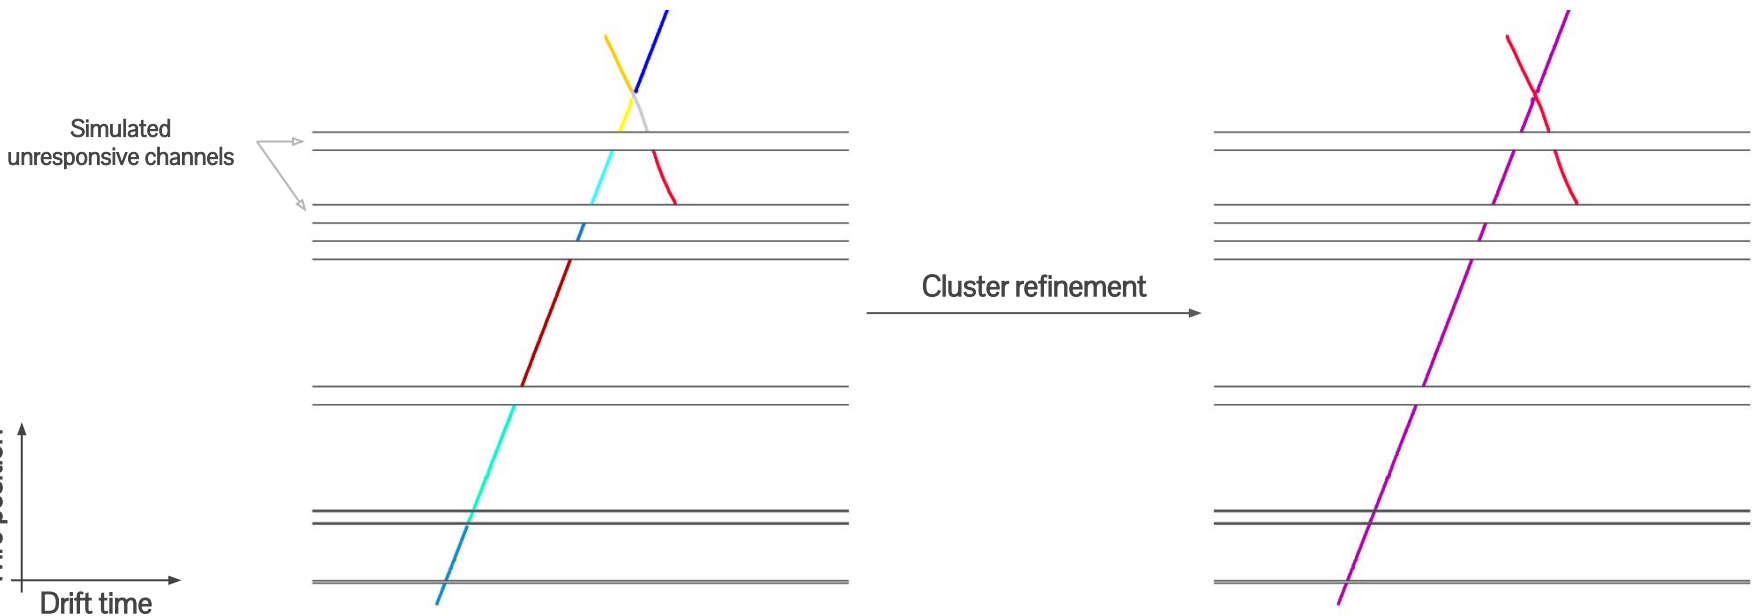 Simulated
unresponsive channels
Cluster refinement
Drift time